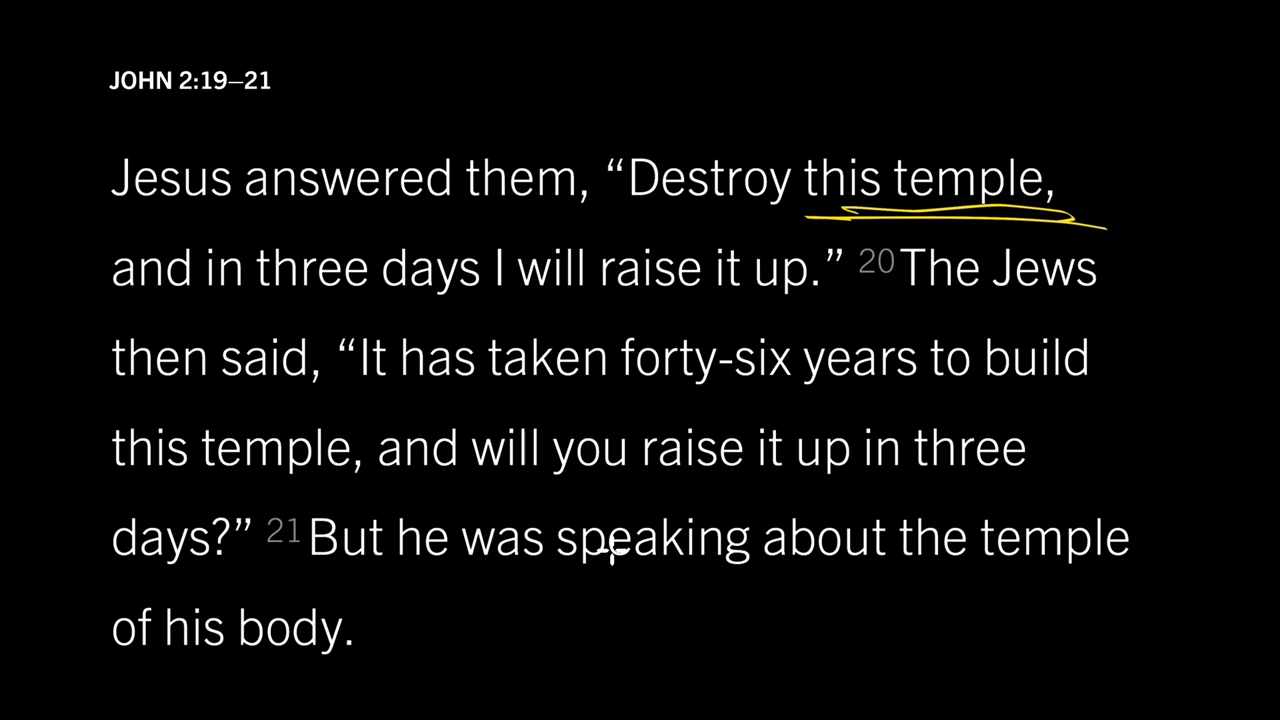 JOHN 2:19–21
Jesus answered them, “Destroy this temple,
and in three days I will raise it up.” 20 The Jews
then said, “It has taken forty-six years to build
this temple, and will you raise it up in three
days?” 21 But he was speaking about the temple
of his body.